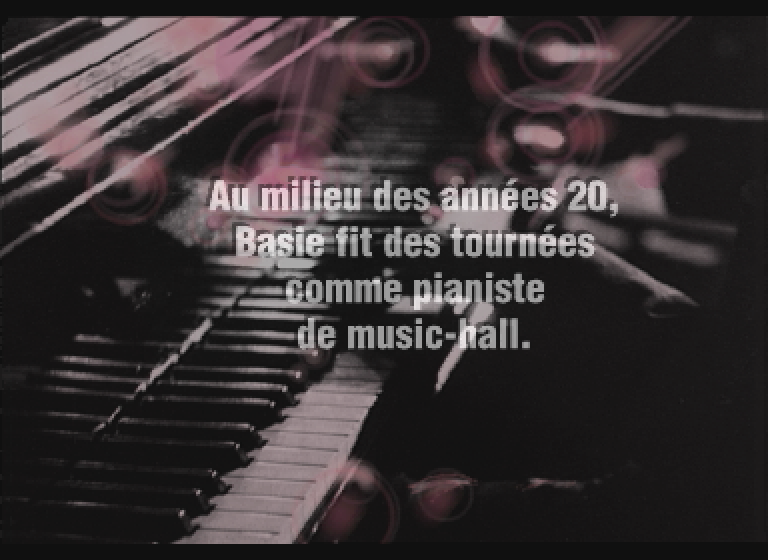 Au milieu des années 20,
Basie fit des tournées
comme pianiste
de music-hall.